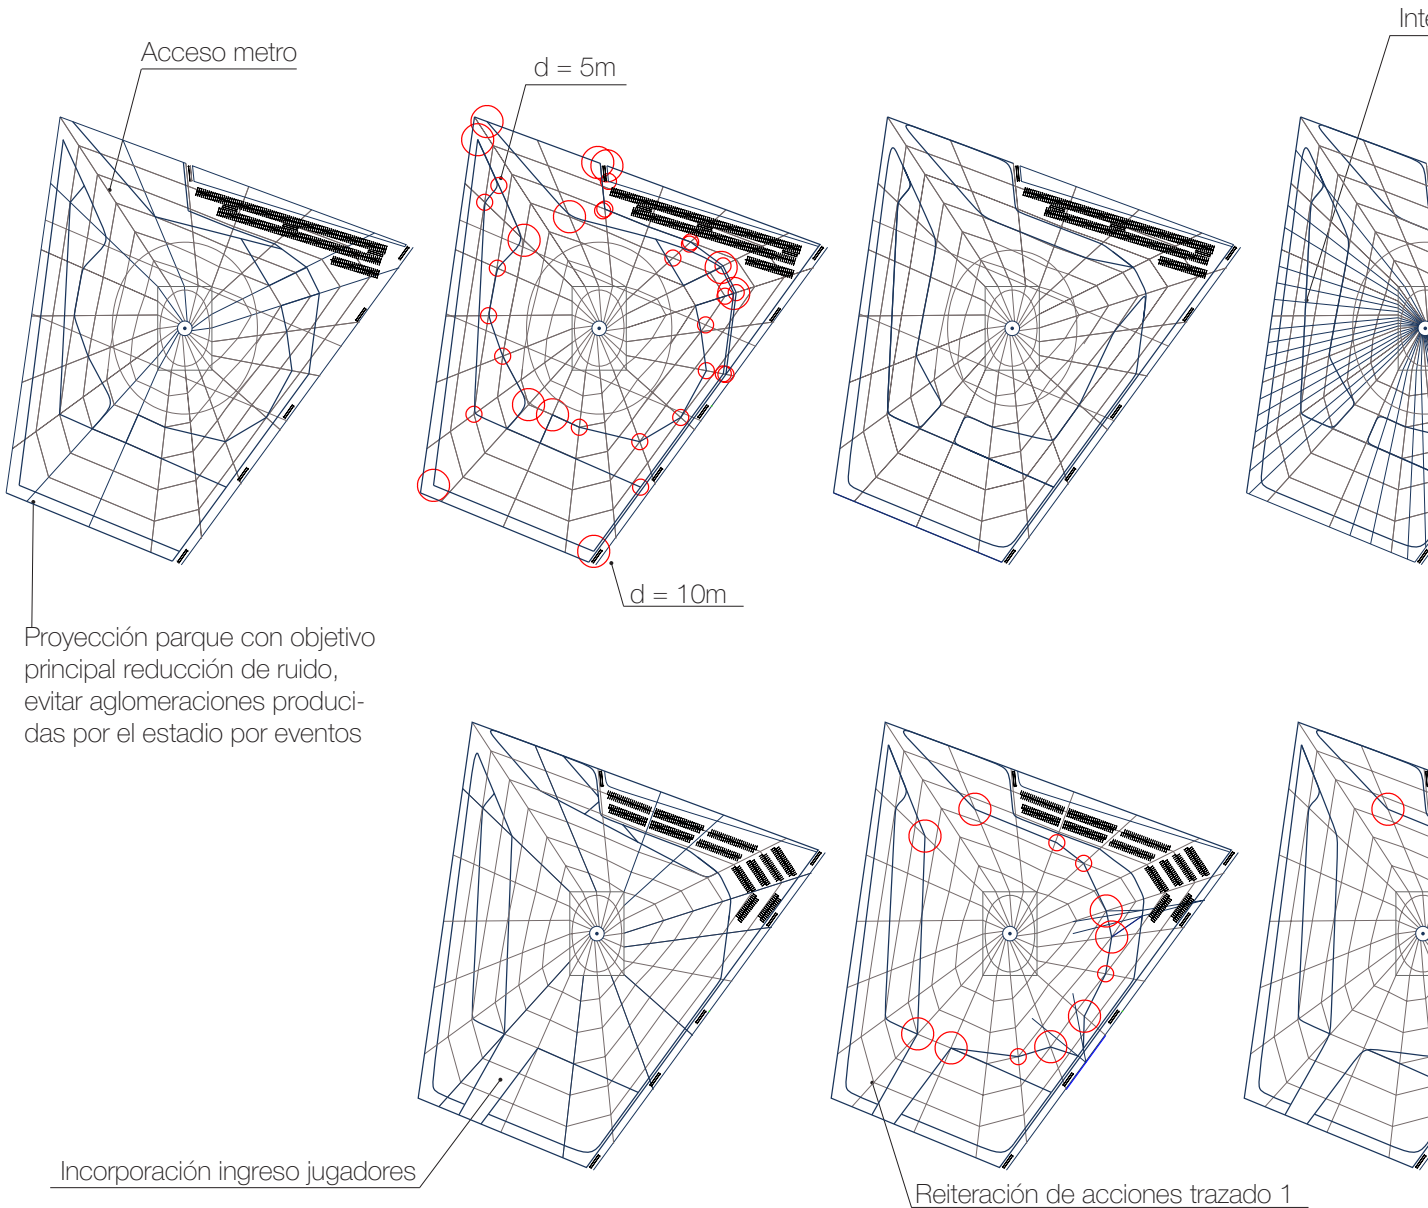 Inte
Acceso metro
d = 5m
d = 10m
Proyección parque con objetivo
principal reducción de ruido,
evitar aglomeraciones produci-
das por el estadio por eventos
Incorporación ingreso jugadores
Reiteración de acciones trazado 1